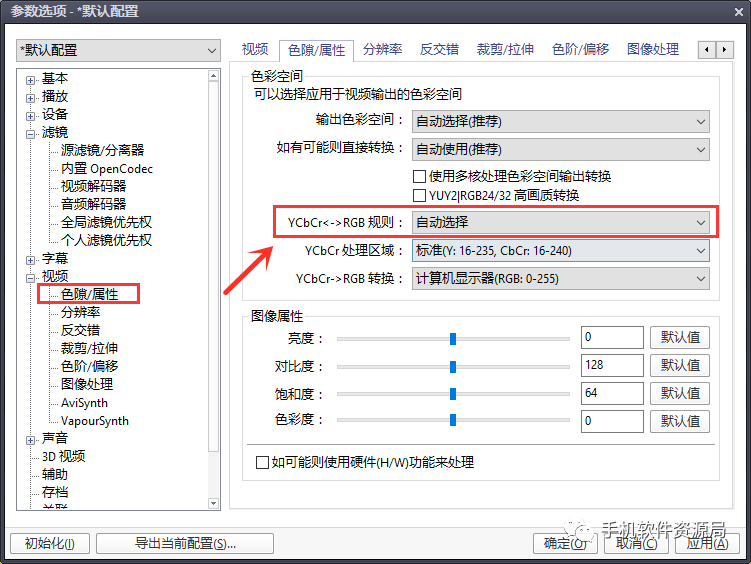 参数选项 - *默认配置
*默认配置
基本
播放
设备
滤镜
源滤镜/分离器
内置 OpenCodec
视频解码器
音频解码器
全局滤镜优先权
个人滤镜优先权
字幕
视频
色隙/属性
分辨率
反交错
裁剪/拉伸
色阶/偏移
图像处理
AviSynth
VapourSynth
声音
3D 视频
辅助
存档
关联
视频 色隙/属性 分辨率 反交错 裁剪/拉伸 色阶/偏移 图像处理
色彩空间
可以选择应用于视频输出的色彩空间
输出色彩空间： 自动选择(推荐)
如有可能则直接转换： 自动使用(推荐)
使用多核处理色彩空间输出转换
YUY2|RGB24/32 高画质转换
YCbCr<->RGB 规则： 自动选择
YCbCr 处理区域： 标准(Y: 16-235, CbCr: 16-240)
YCbCr->RGB 转换： 计算机显示器(RGB: 0-255)
图像属性
亮度： 0 默认值
对比度： 128 默认值
饱和度： 64 默认值
色彩度： 0 默认值
如可能则使用硬件(H/W)功能来处理
手机软件资源局
初始化(I) 导出当前配置(S)... 确定(O) 取消(C) 应用(A)